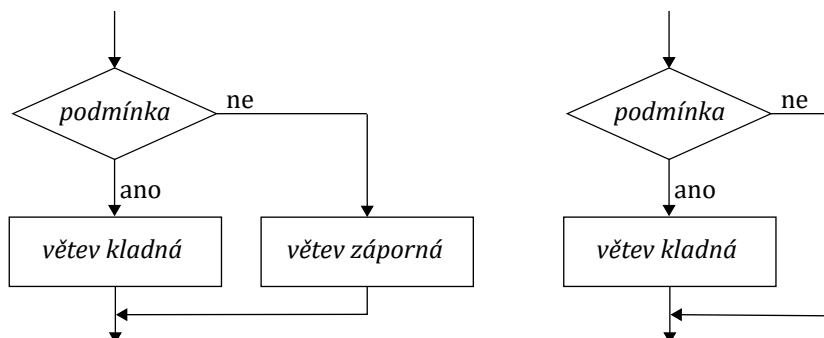 podmínka
ne
ano
větev kladná
větev záporná
podmínka
ne
ano
větev kladná